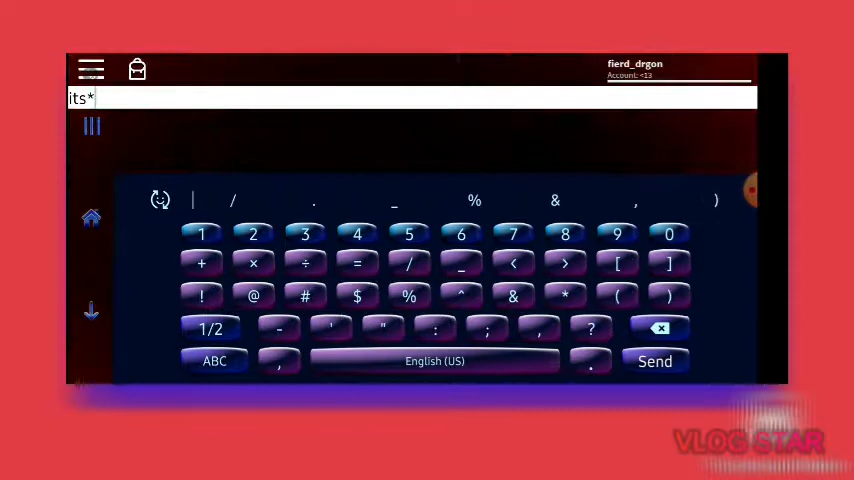 fierd_drgon
Account: <13
its*
/ . _ % & , )
1 2 3 4 5 6 7 8 9 0
+ × ÷ = / _ < > [ ]
! @ # $ % ^ & * ( )
1/2 - ' " : ; , ?
ABC , English (US) . Send
VLOG STAR